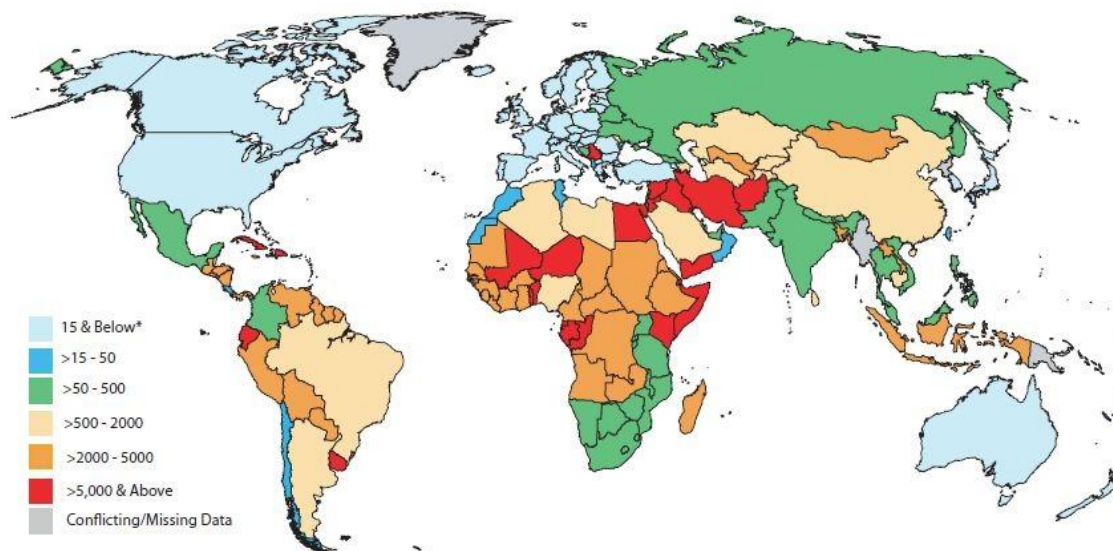 15 & Below*
>15 - 50
>50 - 500
>500 - 2000
>2000 - 5000
>5,000 & Above
Conflicting/Missing Data